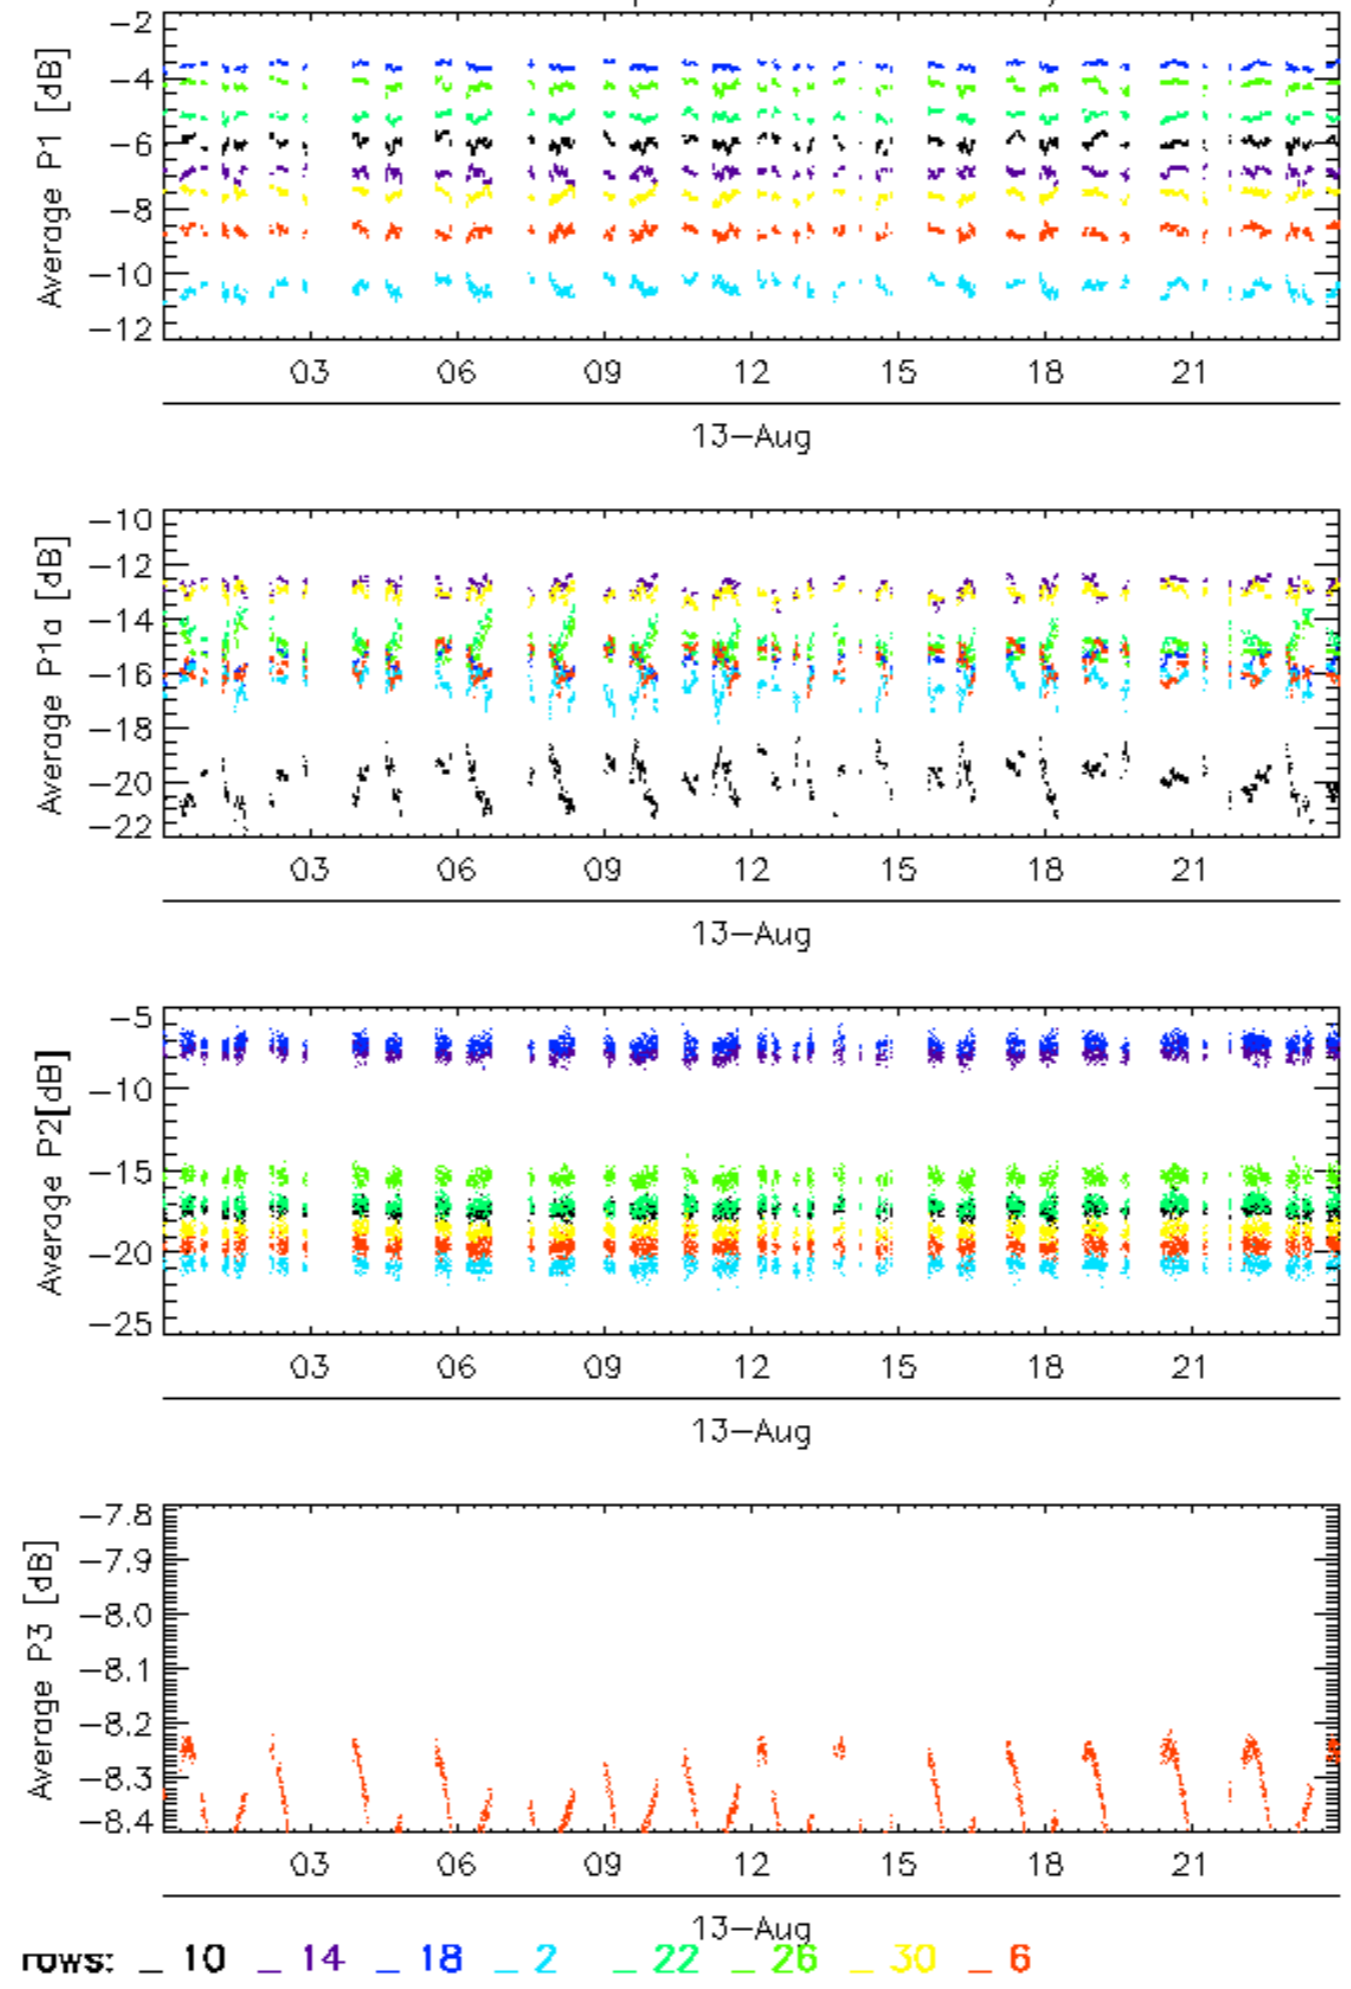 -2
-4
-6
-8
-10
-12
Average P1 [dB]
03 06 09 12 15 18 21
13-Aug
-10
-12
-14
-16
-18
-20
-22
Average P1a [dB]
03 06 09 12 15 18 21
13-Aug
-5
-10
-15
-20
-25
Average P2[dB]
03 06 09 12 15 18 21
13-Aug
-7.8
-7.9
-8.0
-8.1
-8.2
-8.3
-8.4
Average P3 [dB]
03 06 09 12 15 18 21
13-Aug
rows: _ 10 _ 14 _ 18 _ 2 _ 22 _ 26 _ 30 _ 6